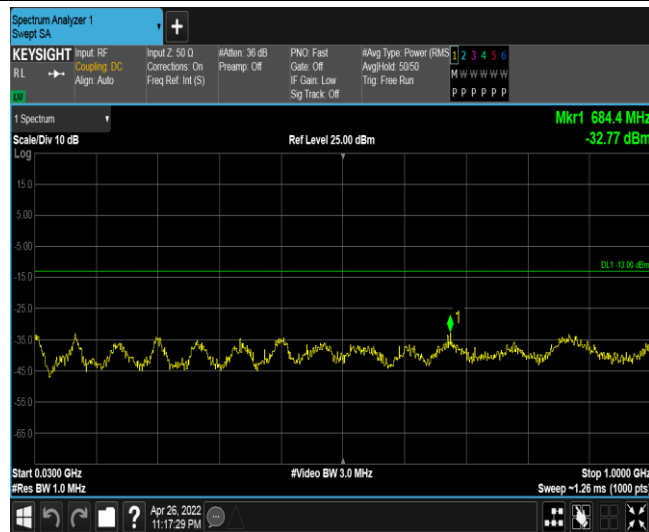 Spectrum Analyzer 1
Swept SA
+
KEYSIGHT
RL
Input: RF
Coupling: DC
Align: Auto
Input Z: 50 Ω
Corrections: On
Freq Ref: Int (S)
#Atten: 36 dB
Preamp: Off
PNO: Fast
Gate: Off
IF Gain: Low
Sig Track: Off
#Avg Type: Power (RMS
Avg|Hold: 50/50
Trig: Free Run
1 2 3 4 5 6
M W W W W W
P P P P P P
1 Spectrum
Scale/Div 10 dB
Log
Ref Level 25.00 dBm
Mkr1 684.4 MHz
-32.77 dBm
15.0
5.00
-5.00
DL1 -13.00 dBm
-15.0
-25.0
1
-35.0
-45.0
-55.0
-65.0
Start 0.0300 GHz
#Res BW 1.0 MHz
#Video BW 3.0 MHz
Stop 1.0000 GHz
Sweep ~1.26 ms (1000 pts)
?
Apr 26, 2022
11:17:29 PM